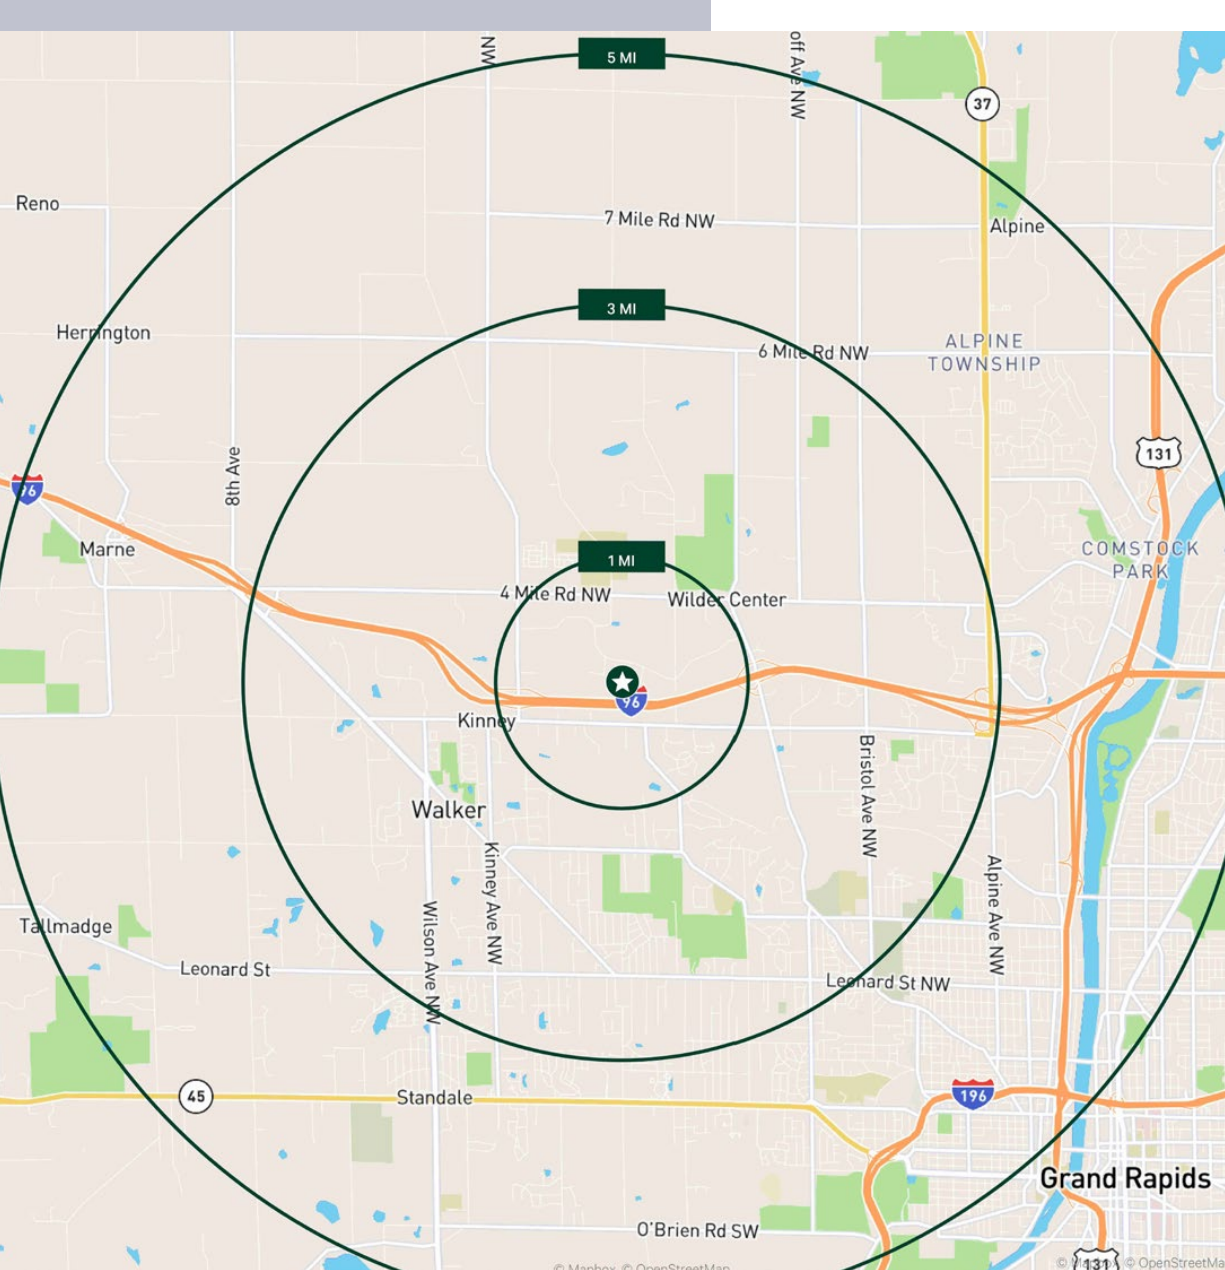 NW
off Ave NW
5 MI
37
Reno
7 Mile Rd NW
Alpine
3 MI
Herrington
6 Mile Rd NW
ALPINE
TOWNSHIP
131
8th Ave
96
Marne
1 MI
COMSTOCK
PARK
4 Mile Rd NW
Wilder Center
96
Kinney
Bristol Ave NW
Walker
Kinney Ave NW
Alpine Ave NW
Wilson Ave NW
Tallmadge
Leonard St
Leonard St NW
45
Standale
196
Grand Rapids
O'Brien Rd SW
131
© Mapbox © OpenStreetMap
© Mapbox © OpenStreetMa